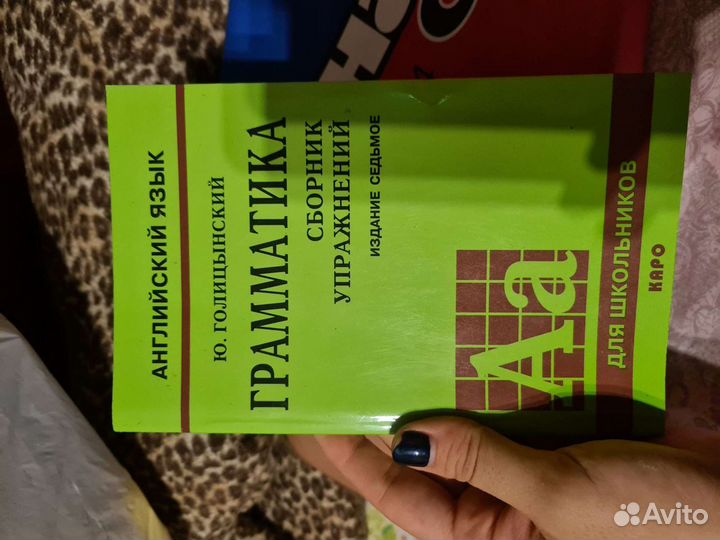 АНГЛИЙСКИЙ ЯЗЫК
Ю. ГОЛИЦЫНСКИЙ
ГРАММАТИКА
СБОРНИК
УПРАЖНЕНИЙ
ИЗДАНИЕ СЕДЬМОЕ
Aa
ДЛЯ ШКОЛЬНИКОВ
КАРО
Avito